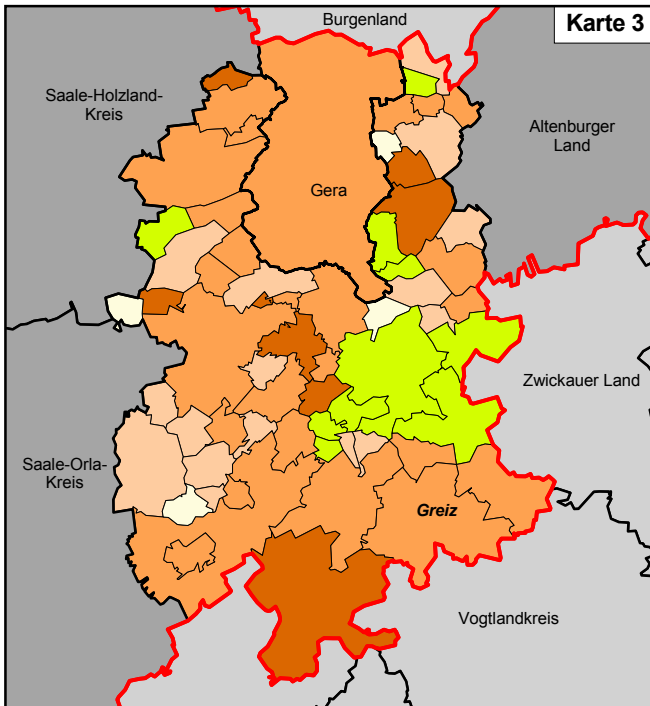 Burgenland
Karte 3
Saale-Holzland-
Kreis
Altenburger
Land
Gera
Zwickauer Land
Saale-Orla-
Kreis
Greiz
Vogtlandkreis